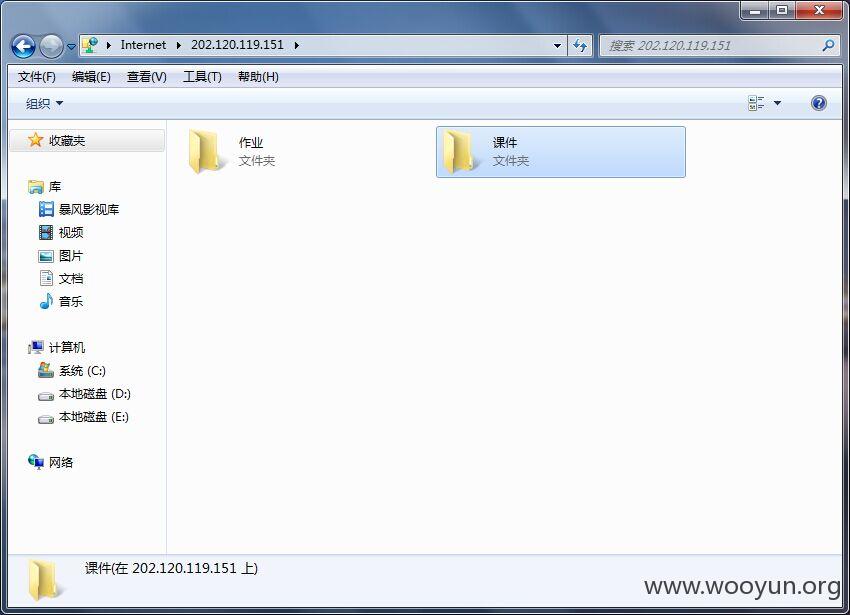 Internet 202.120.119.151
搜索 202.120.119.151
文件(F) 编辑(E) 查看(V) 工具(T) 帮助(H)
组织
收藏夹
库
暴风影视库
视频
图片
文档
音乐
计算机
系统 (C:)
本地磁盘 (D:)
本地磁盘 (E:)
网络
作业
文件夹
课件
文件夹
课件(在 202.120.119.151 上)
www.wooyun.org